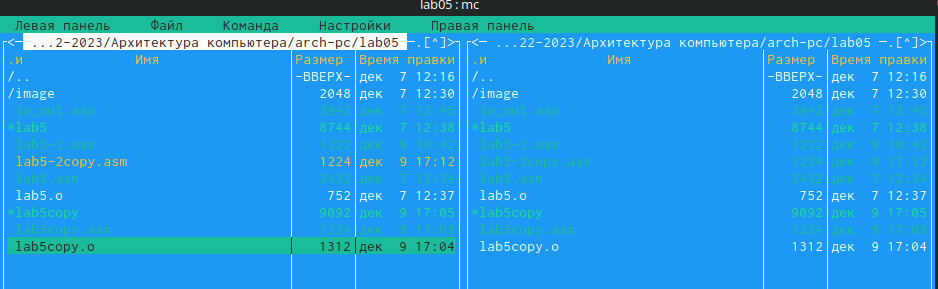 lab05 : mc
Левая панель Файл Команда Настройки Правая панель
<— ...2-2023/Архитектура компьютера/arch-pc/lab05 —.[^]> <— ...22-2023/Архитектура компьютера/arch-pc/lab05 —.[^]>
.и Имя Размер Время правки .и Имя Размер Время правки
/.. -ВВЕРХ- дек 7 12:16 /.. -ВВЕРХ- дек 7 12:16
/image 2048 дек 7 12:30 /image 2048 дек 7 12:30
in_out.asm 3942 дек 7 12:45 in_out.asm 3942 дек 7 12:45
*lab5 8744 дек 7 12:38 *lab5 8744 дек 7 12:38
lab5-2.asm 1222 дек 9 16:42 lab5-2.asm 1222 дек 9 16:42
lab5-2copy.asm 1224 дек 9 17:12 lab5-2copy.asm 1224 дек 9 17:12
lab5.asm 2432 дек 7 12:34 lab5.asm 2432 дек 7 12:34
lab5.o 752 дек 7 12:37 lab5.o 752 дек 7 12:37
*lab5copy 9092 дек 9 17:05 *lab5copy 9092 дек 9 17:05
lab5copy.asm 1224 дек 9 17:09 lab5copy.asm 1224 дек 9 17:09
lab5copy.o 1312 дек 9 17:04 lab5copy.o 1312 дек 9 17:04